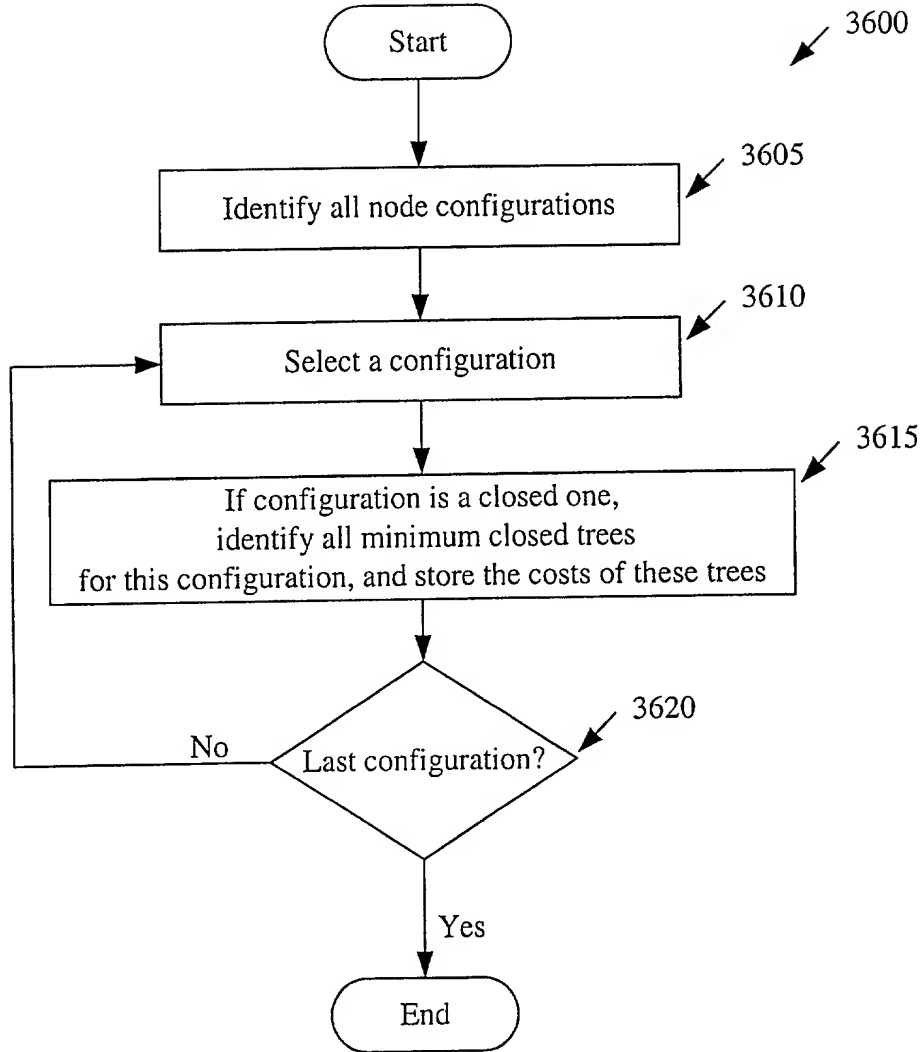 Start
3600
3605
Identify all node configurations
3610
Select a configuration
3615
If configuration is a closed one,
identify all minimum closed trees
for this configuration, and store the costs of these trees
3620
No
Last configuration?
Yes
End